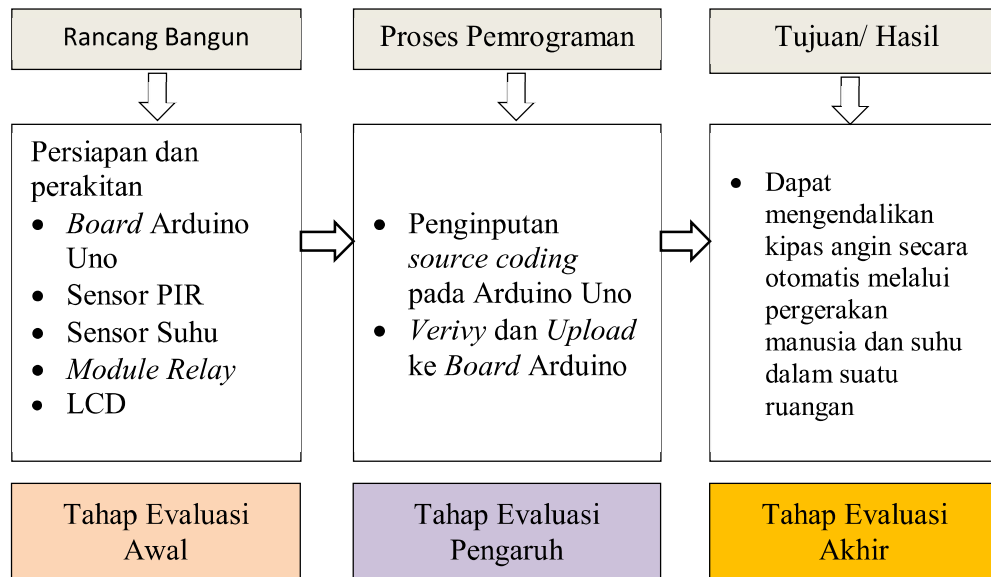 Rancang Bangun
Persiapan dan
perakitan
• Board Arduino
Uno
• Sensor PIR
• Sensor Suhu
• Module Relay
• LCD
Tahap Evaluasi
Awal
Proses Pemrograman
• Penginputan
source coding
pada Arduino Uno
• Verivy dan Upload
ke Board Arduino
Tahap Evaluasi
Pengaruh
Tujuan/ Hasil
• Dapat
mengendalikan
kipas angin secara
otomatis melalui
pergerakan
manusia dan suhu
dalam suatu
ruangan
Tahap Evaluasi
Akhir